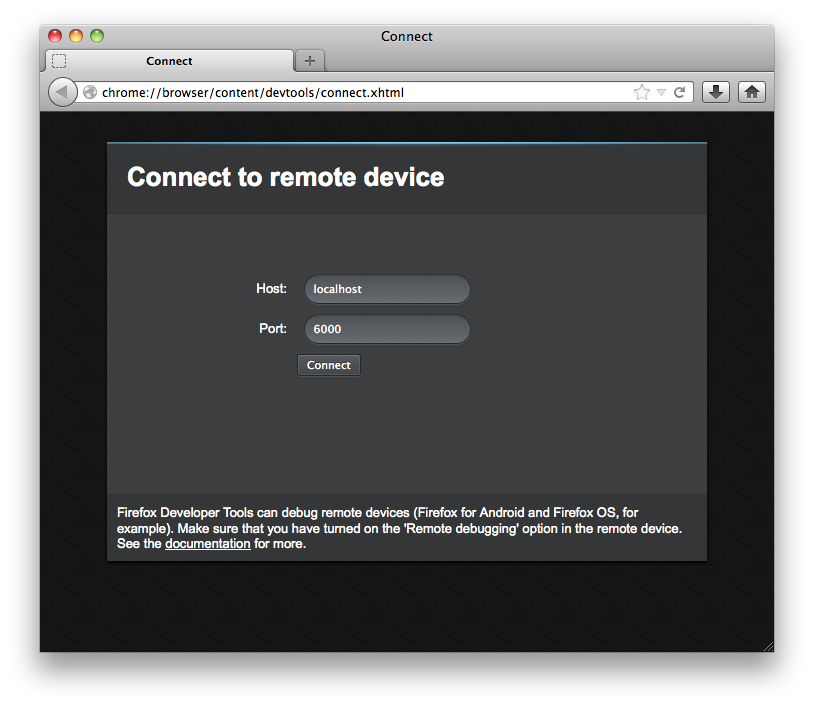 Connect
Connect
chrome://browser/content/devtools/connect.xhtml
Connect to remote device
Host: localhost
Port: 6000
Connect
Firefox Developer Tools can debug remote devices (Firefox for Android and Firefox OS, for
example). Make sure that you have turned on the 'Remote debugging' option in the remote device.
See the documentation for more.